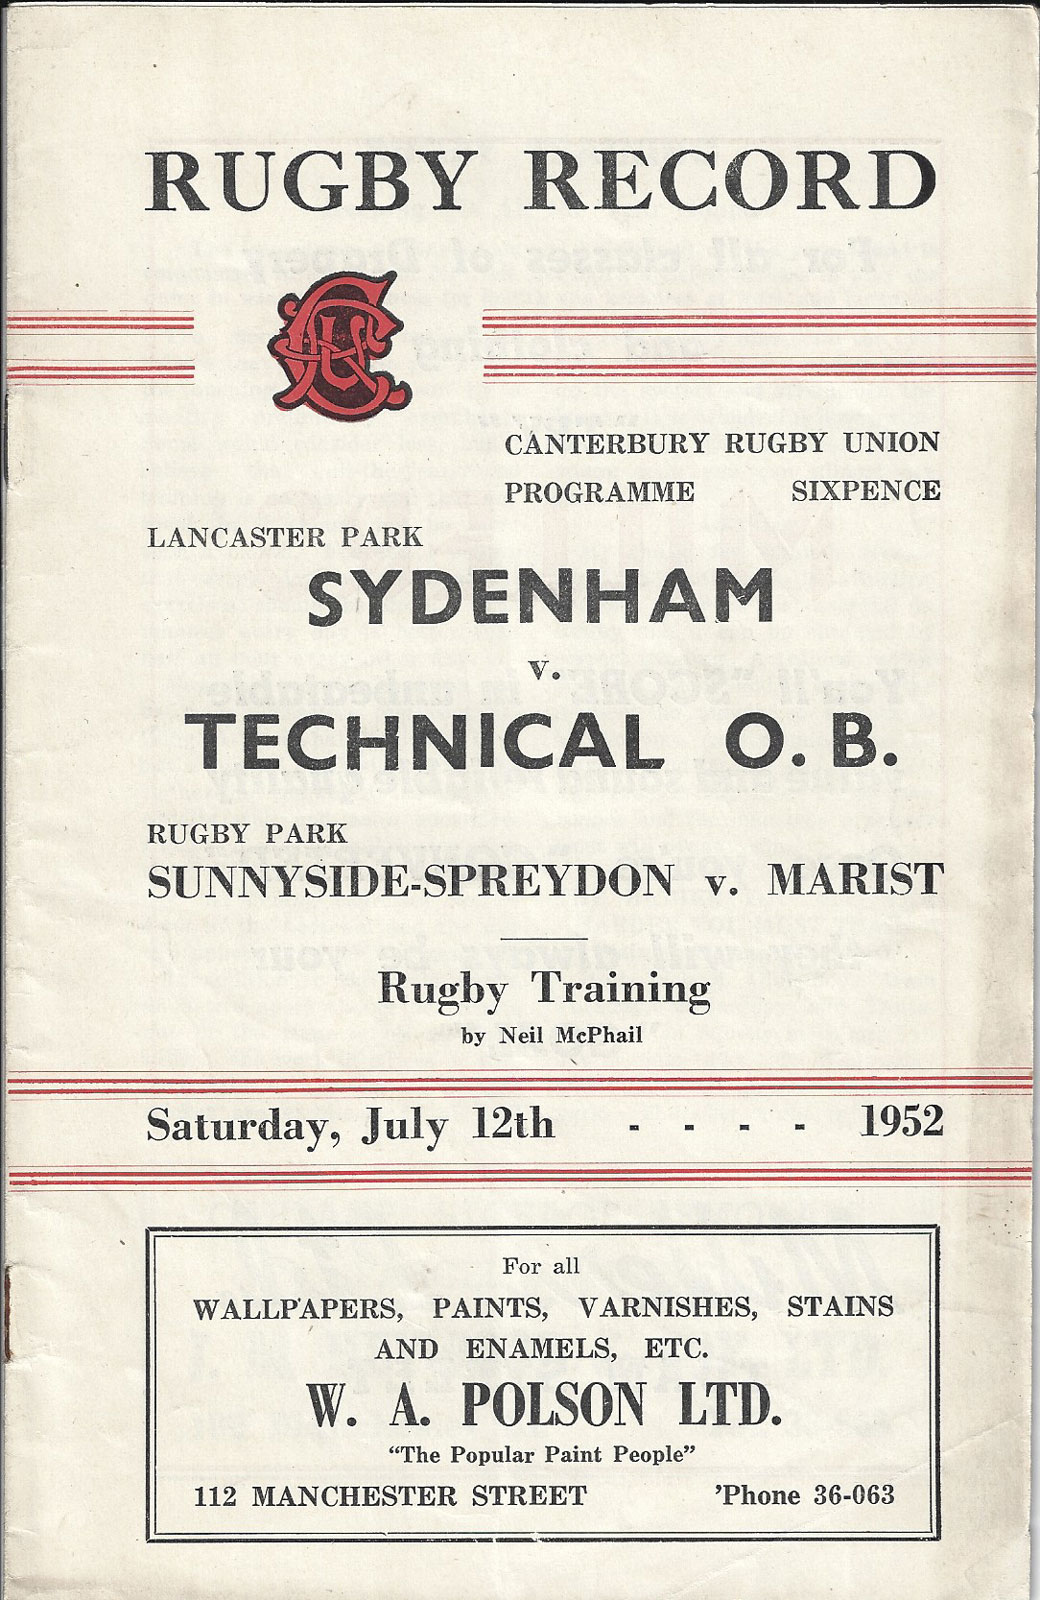 RUGBY RECORD
CRU
CANTERBURY RUGBY UNION
PROGRAMME SIXPENCE
LANCASTER PARK
SYDENHAM
v.
TECHNICAL O. B.
RUGBY PARK
SUNNYSIDE-SPREYDON v. MARIST
Rugby Training
by Neil McPhail
Saturday, July 12th - - - - 1952
For all
WALLPAPERS, PAINTS, VARNISHES, STAINS
AND ENAMELS, ETC.
W. A. POLSON LTD.
"The Popular Paint People"
112 MANCHESTER STREET 'Phone 36-063